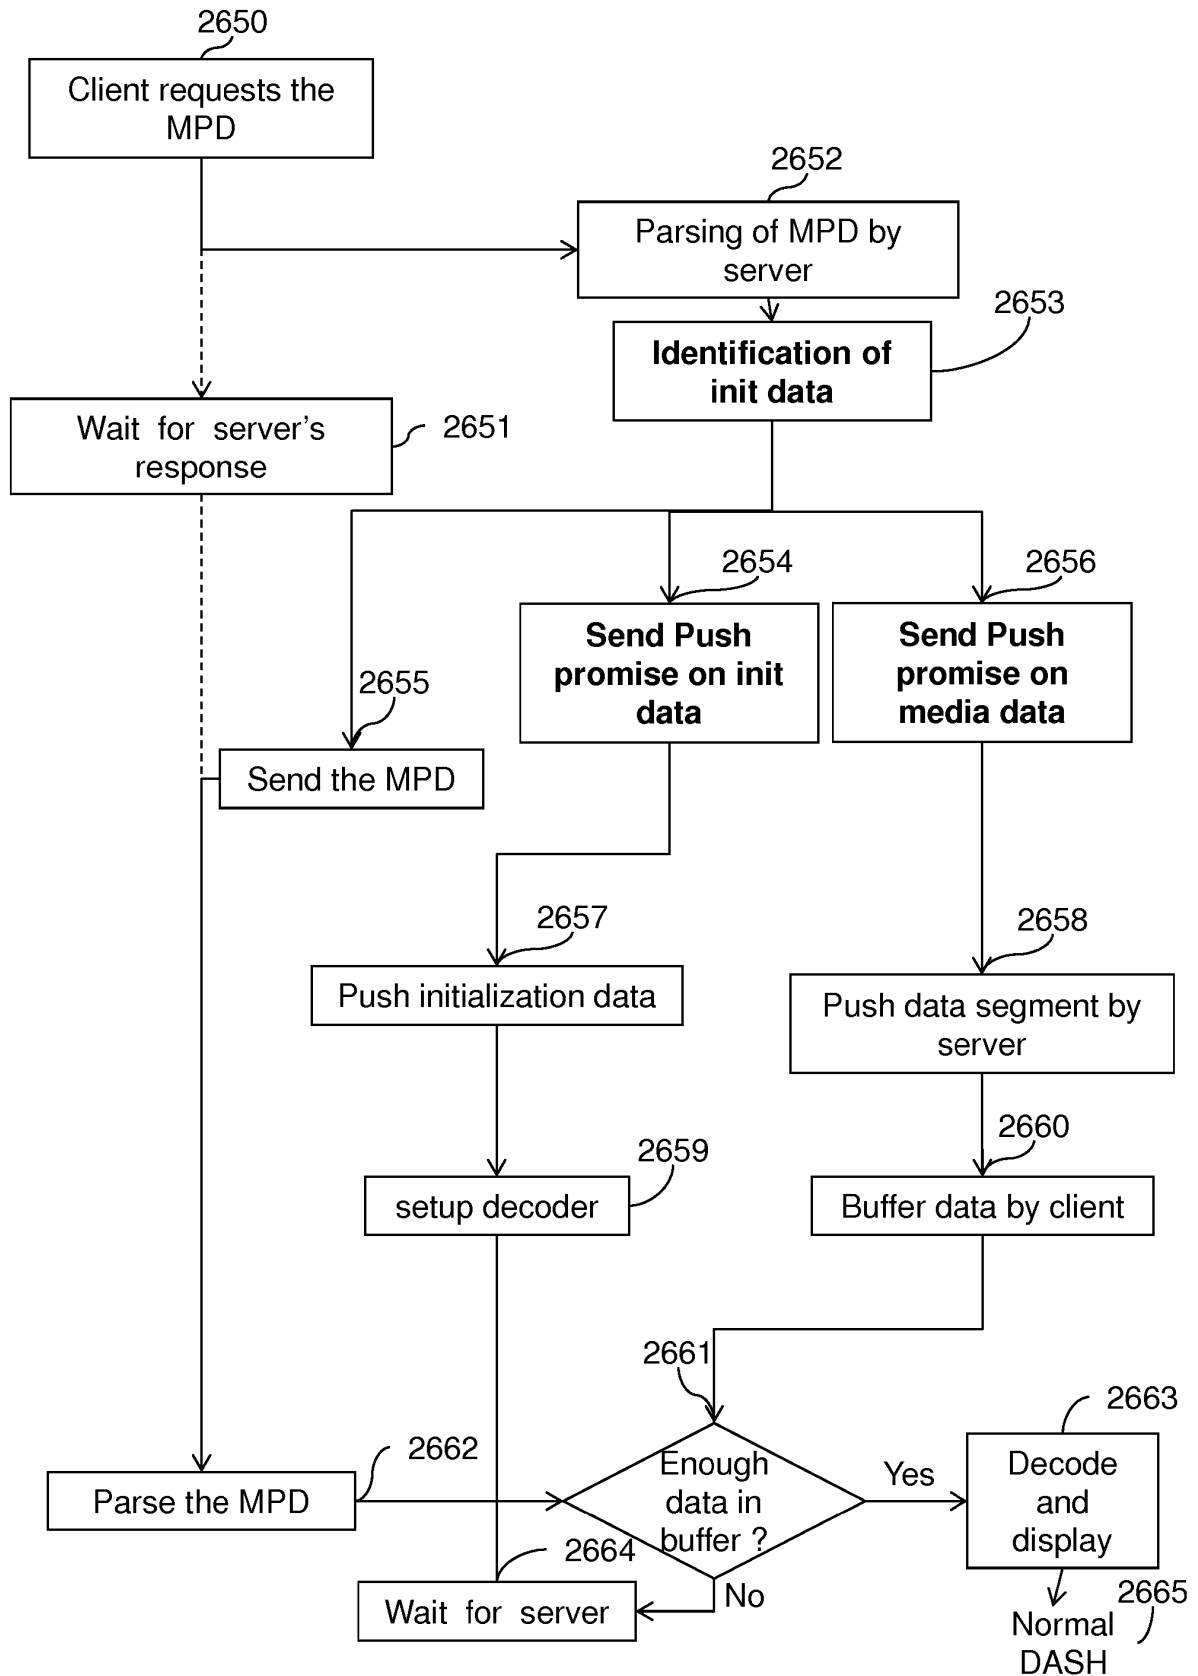 2650
Client requests the
MPD
2652
Parsing of MPD by
server
2653
Identification of
init data
Wait for server's
response
2651
2654
2656
Send Push
promise on init
data
Send Push
promise on
media data
2655
Send the MPD
2657
2658
Push initialization data
Push data segment by
server
2660
2659
setup decoder
Buffer data by client
2661
2663
2662
Parse the MPD
Enough
data in
buffer ?
Yes
Decode
and
display
2664
No
Wait for server
2665
Normal
DASH